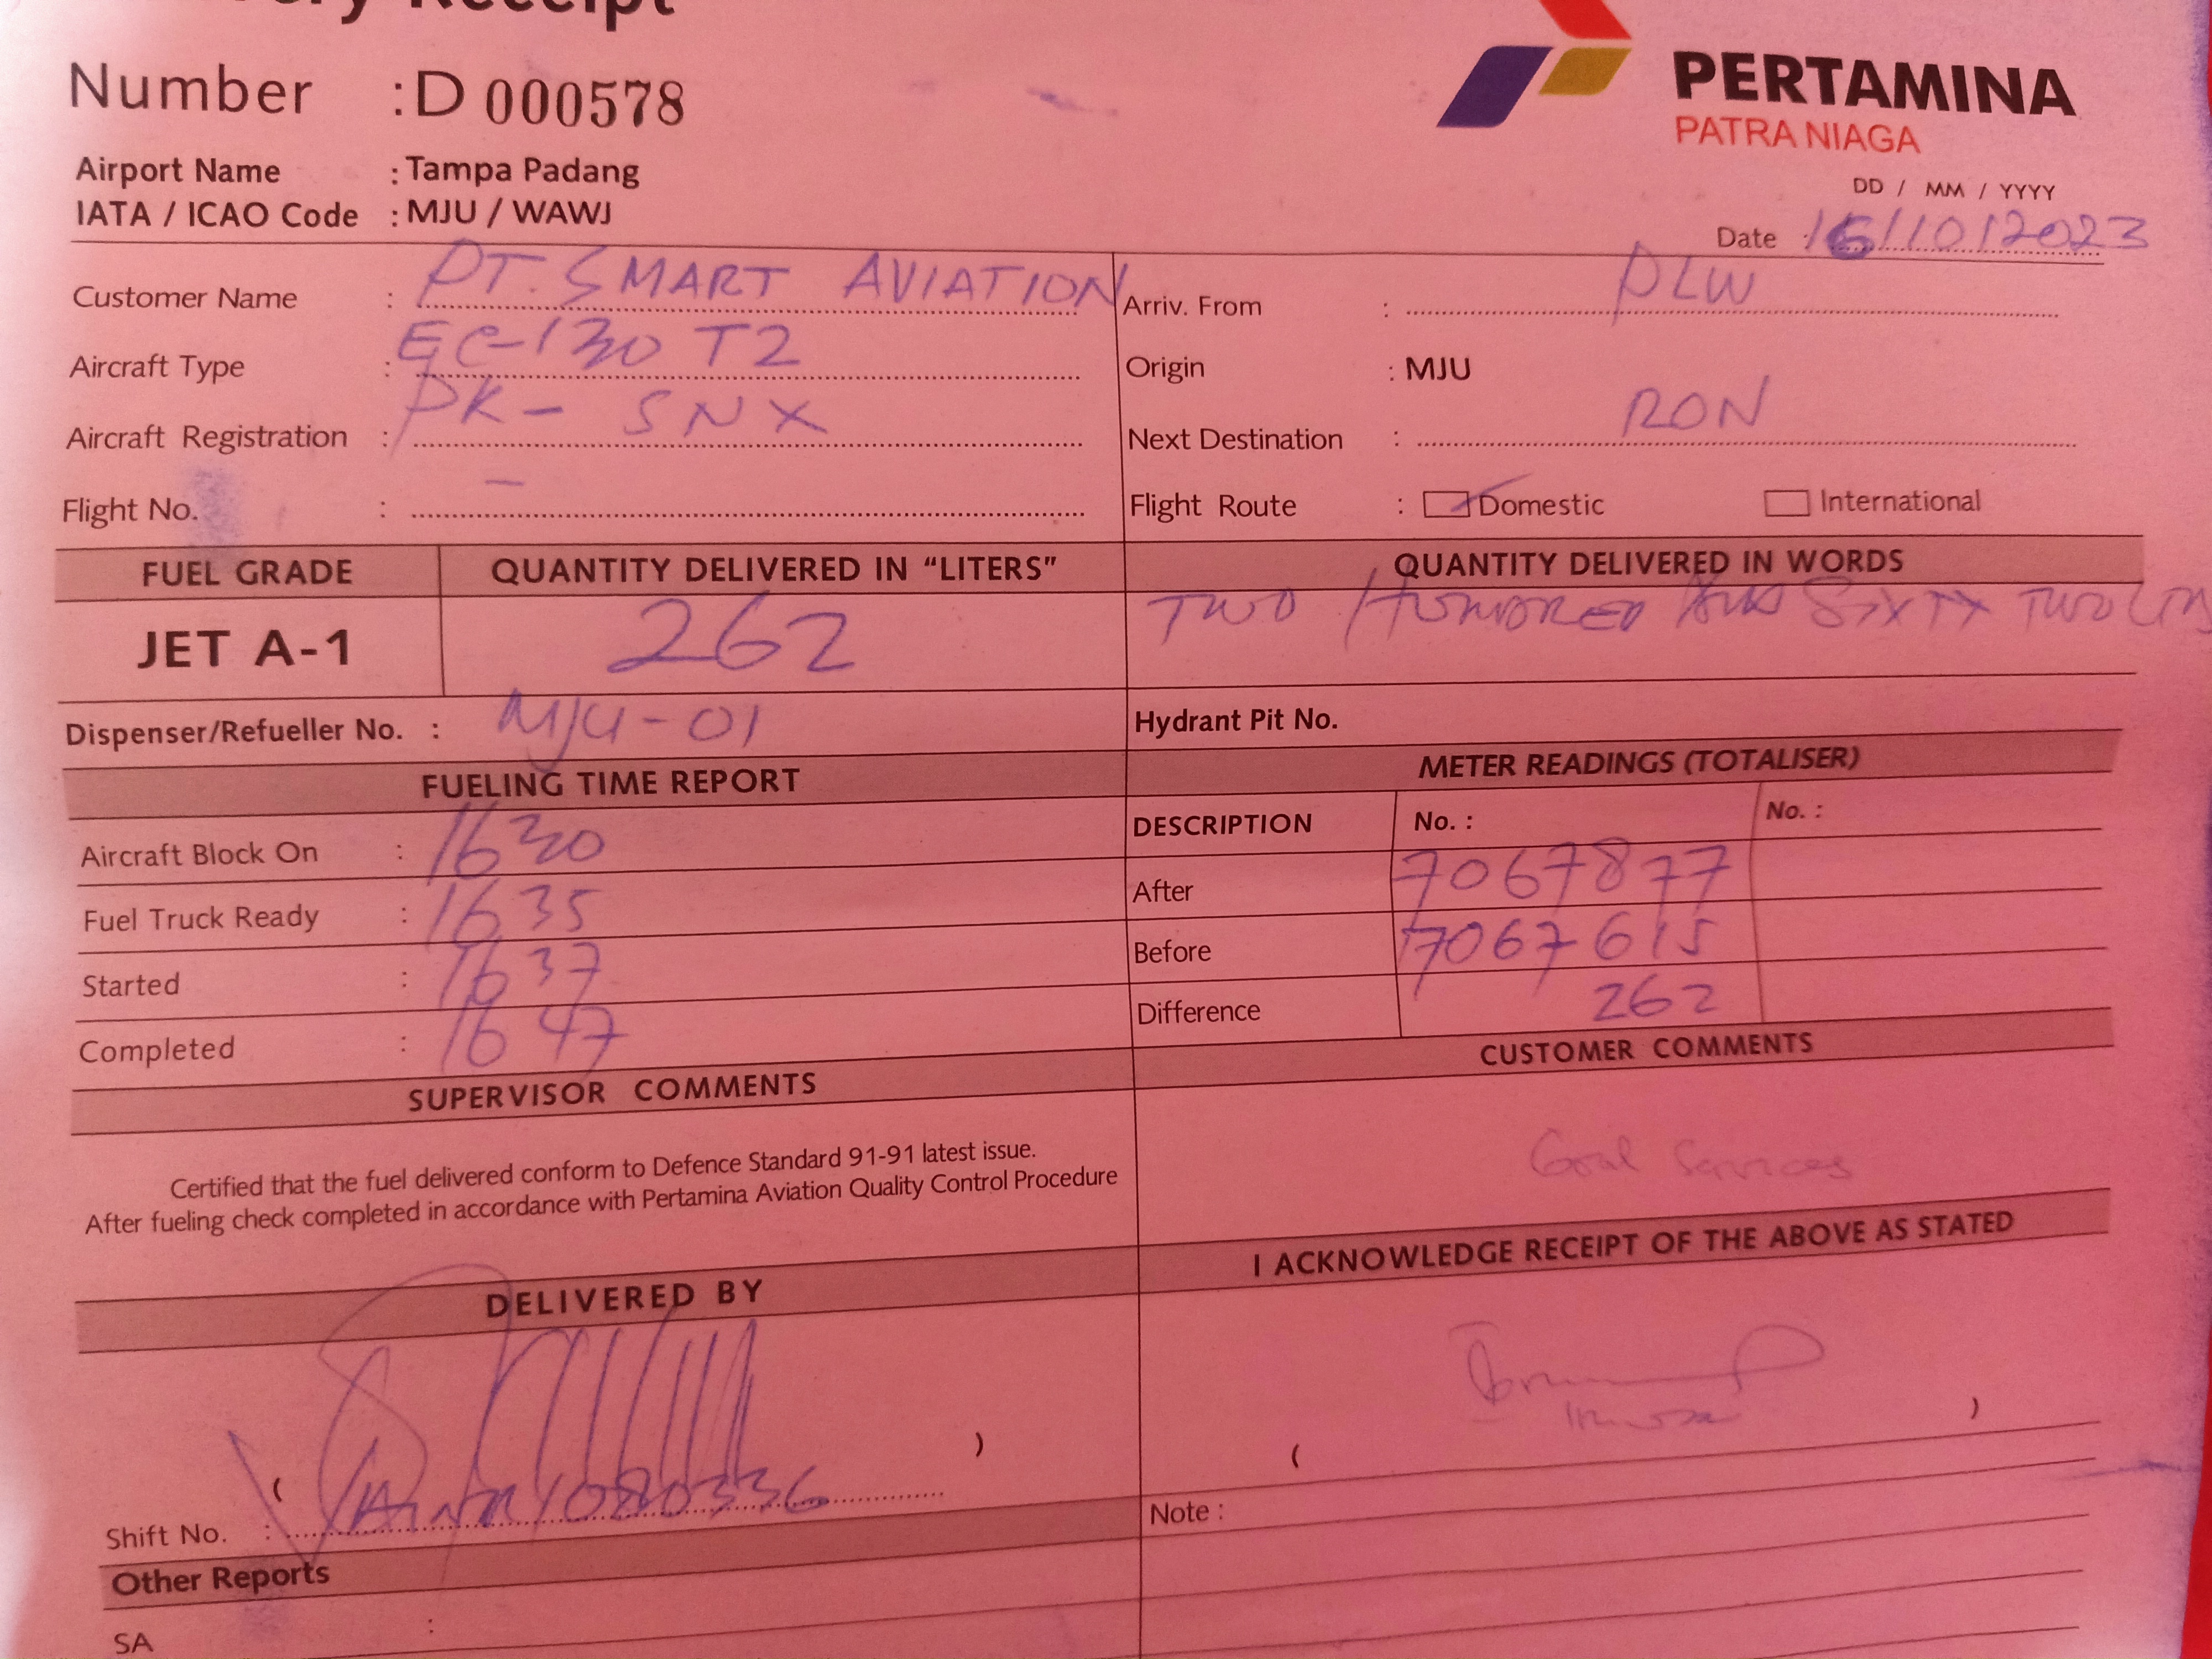 Receipt
PERTAMINA
PATRA NIAGA
Number : D 000578
Airport Name : Tampa Padang
IATA / ICAO Code : MJU / WAWJ
DD / MM / YYYY
Date : 16/10/2023
Customer Name : PT. SMART AVIATION
Arriv. From : PLW
Aircraft Type : EC-130 T2
Origin : MJU
Aircraft Registration : PK - SNX
Next Destination : RON
Flight No. : -
Flight Route : Domestic International
FUEL GRADE QUANTITY DELIVERED IN "LITERS" QUANTITY DELIVERED IN WORDS
JET A-1 262 TWO HUNDRED AND SIXTY TWO
Dispenser/Refueller No. : MJU-01
Hydrant Pit No.
FUELING TIME REPORT
METER READINGS (TOTALISER)
DESCRIPTION No. : No. :
Aircraft Block On : 1630
After 7067877
Fuel Truck Ready : 1635
Before 7067615
Started : 1637
Difference 262
Completed : 1647
SUPERVISOR COMMENTS
CUSTOMER COMMENTS
Certified that the fuel delivered conform to Defence Standard 91-91 latest issue.
After fueling check completed in accordance with Pertamina Aviation Quality Control Procedure
Good Services
DELIVERED BY
I ACKNOWLEDGE RECEIPT OF THE ABOVE AS STATED
( )
( )
Shift No. :
Note :
Other Reports
SA :